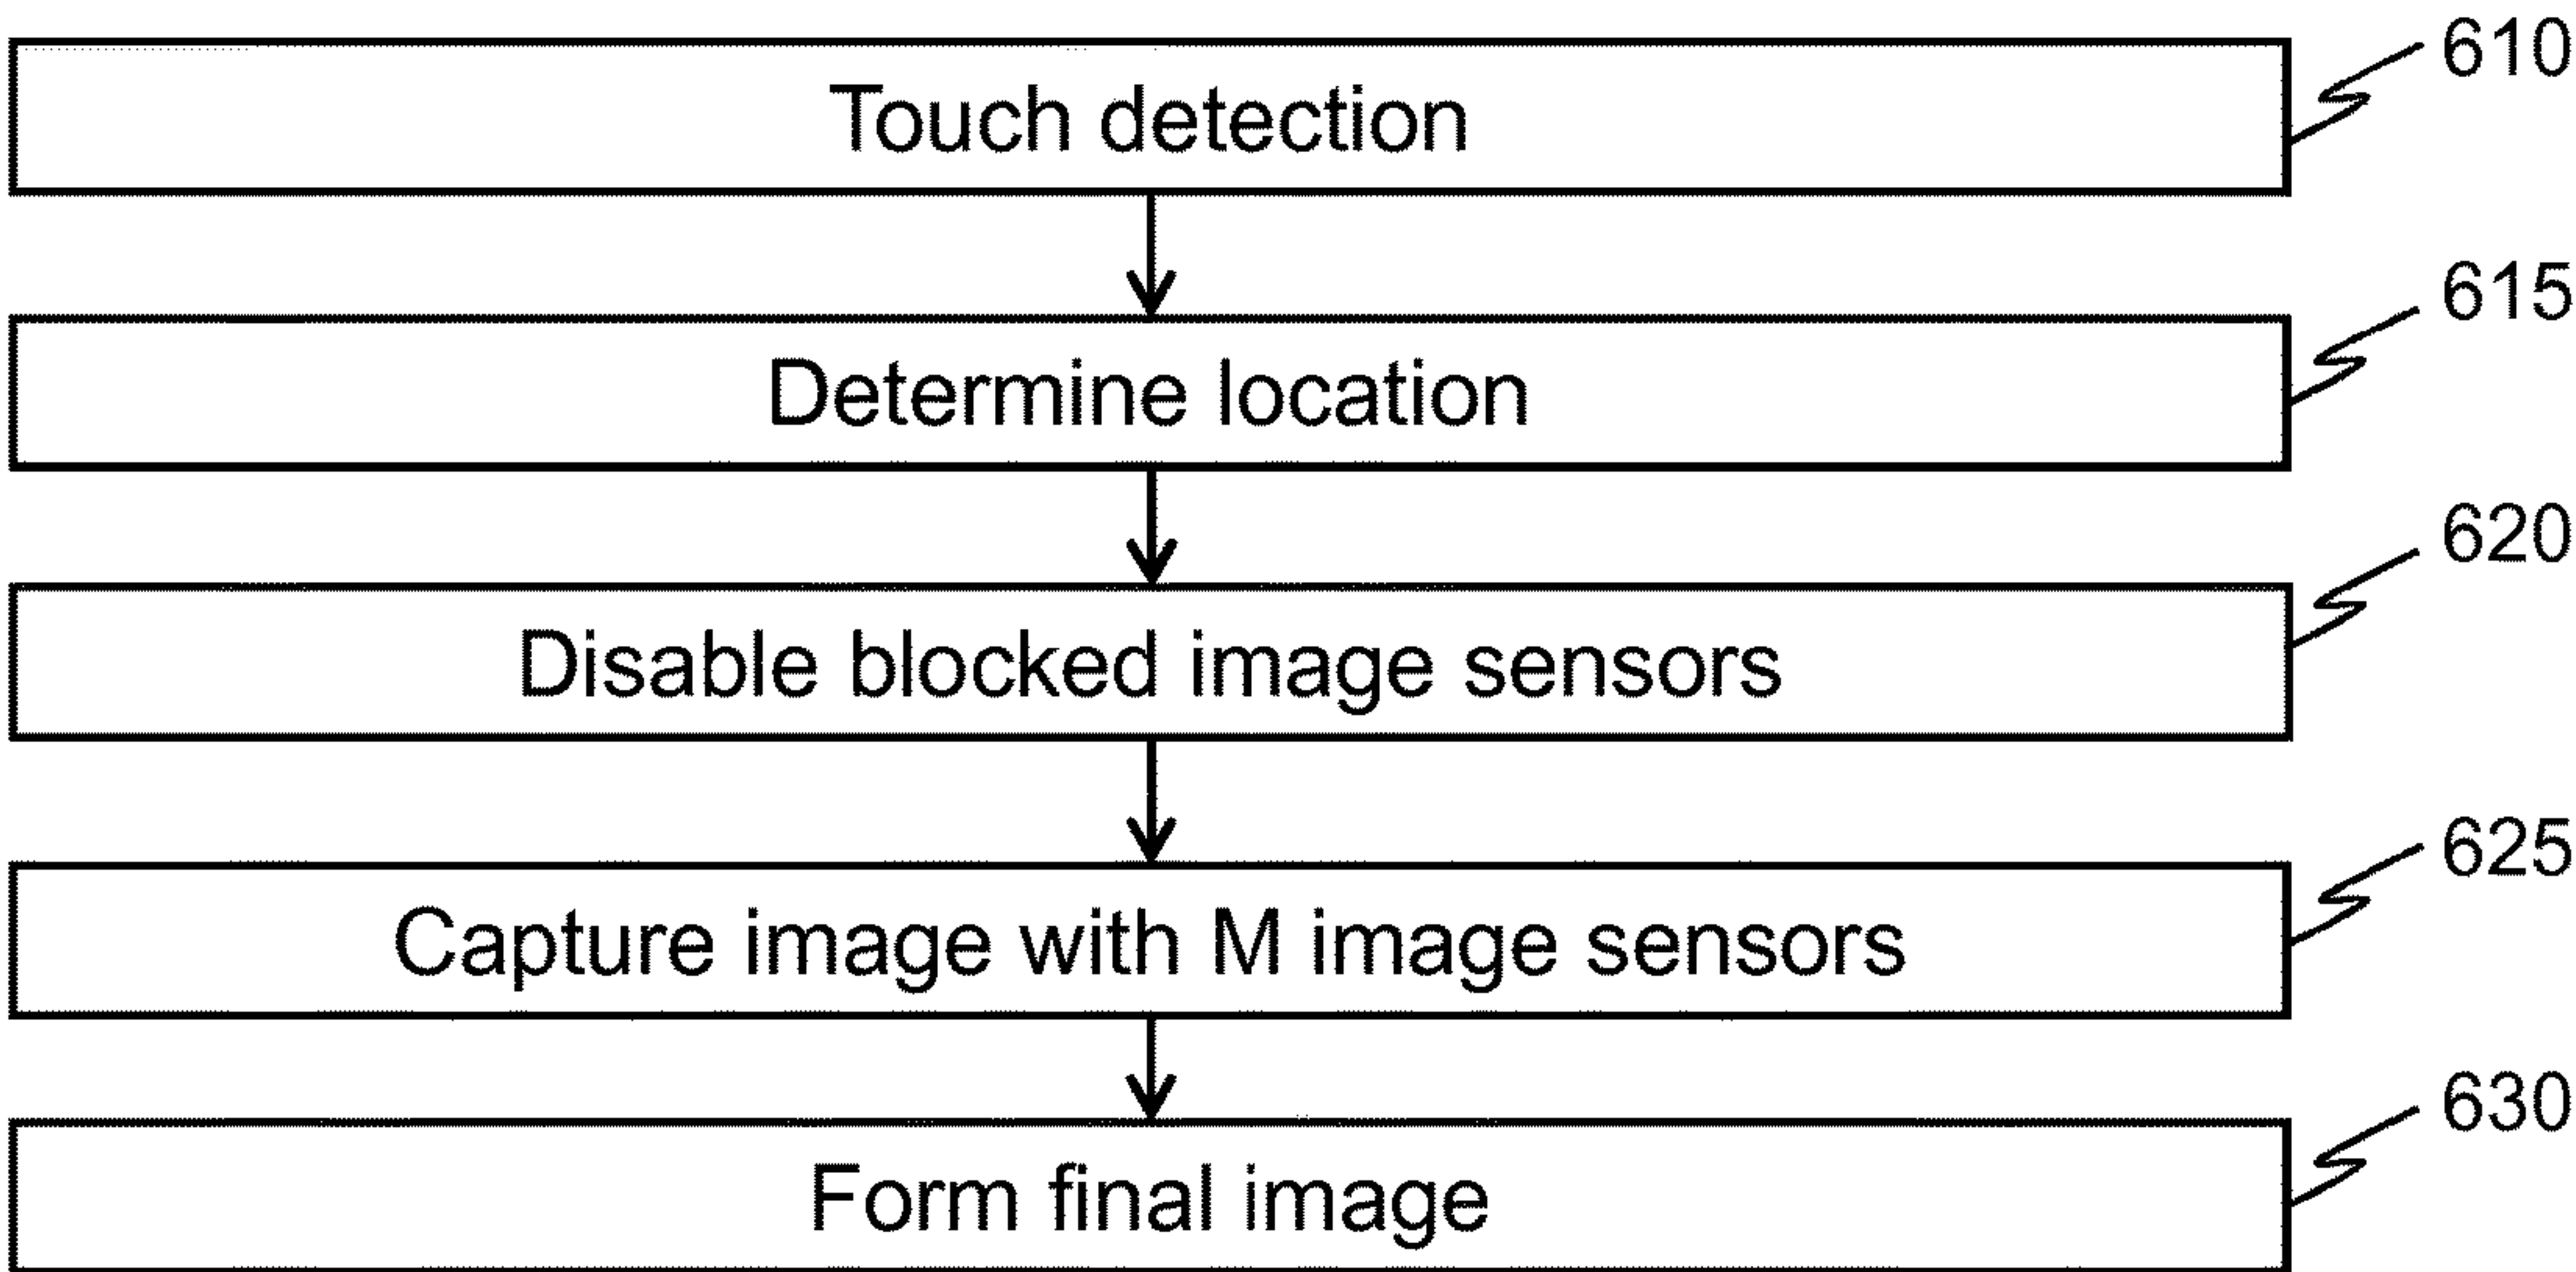 610
Touch detection
615
Determine location
620
Disable blocked image sensors
625
Capture image with M image sensors
630
Form final image